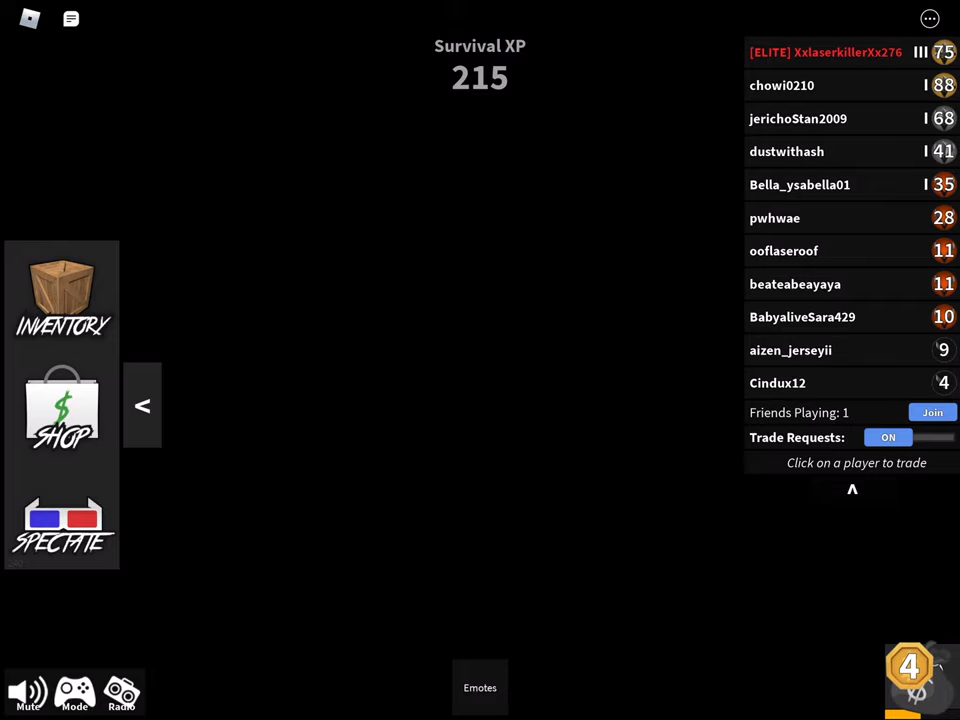 Survival XP
215
[ELITE] XxlaserkillerXx276 III 75
chowi0210 I 88
jerichoStan2009 I 68
dustwithash I 41
Bella_ysabella01 I 35
pwhwae 28
ooflaseroof 11
beateabeayaya 11
BabyaliveSara429 10
aizen_jerseyii 9
Cindux12 4
Friends Playing: 1 Join
Trade Requests: ON
Click on a player to trade
INVENTORY
$
SHOP
SPECTATE
Mute Mode Radio
Emotes
4
$